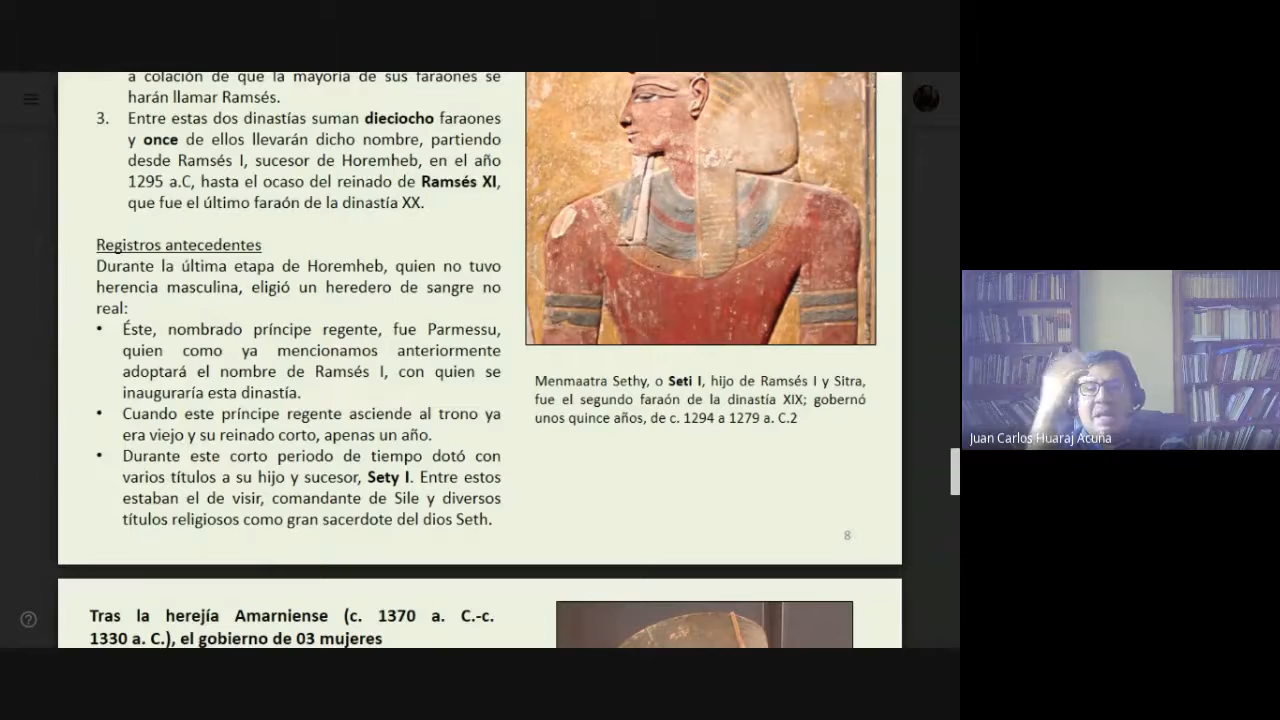 a colación de que la mayoría de sus faraones se
harán llamar Ramsés.
3. Entre estas dos dinastías suman dieciocho faraones
y once de ellos llevarán dicho nombre, partiendo
desde Ramsés I, sucesor de Horemheb, en el año
1295 a.C, hasta el ocaso del reinado de Ramsés XI,
que fue el último faraón de la dinastía XX.
Registros antecedentes
Durante la última etapa de Horemheb, quien no tuvo
herencia masculina, eligió un heredero de sangre no
real:
• Éste, nombrado príncipe regente, fue Parmessu,
quien como ya mencionamos anteriormente
adoptará el nombre de Ramsés I, con quien se
inauguraría esta dinastía.
• Cuando este príncipe regente asciende al trono ya
era viejo y su reinado corto, apenas un año.
• Durante este corto periodo de tiempo dotó con
varios títulos a su hijo y sucesor, Sety I. Entre estos
estaban el de visir, comandante de Sile y diversos
títulos religiosos como gran sacerdote del dios Seth.
Menmaatra Sethy, o Seti I, hijo de Ramsés I y Sitra,
fue el segundo faraón de la dinastía XIX; gobernó
unos quince años, de c. 1294 a 1279 a. C.2
8
Tras la herejía Amarniense (c. 1370 a. C.-c.
1330 a. C.), el gobierno de 03 mujeres
Juan Carlos Huaraj Acuña